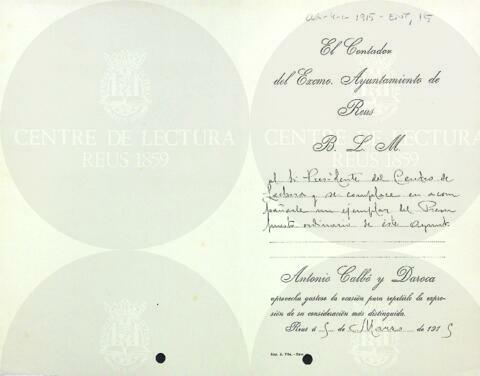 1915 - Ent, 15
El Contador
del Excmo. Ayuntamiento de
Reus
B. L. M.
al Sr Presidente del Centro de
Lectura y se complace en acom
pañarle un ejemplar del Presu
puesto ordinario de este Ayunt.
Antonio Calbó y Daroca
aprovecha gustoso la ocasión para repetirle la expre-
sión de su consideración más distinguida.
Reus 5 de Marzo de 1915
CENTRE DE LECTURA
REUS 1859
CENTRE DE LECTURA
REUS 1859